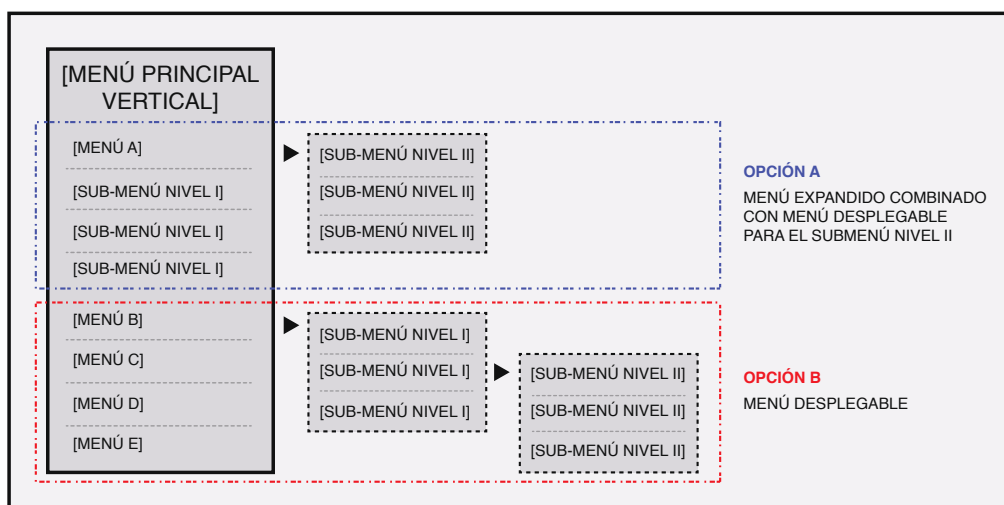 [MENÚ PRINCIPAL
VERTICAL]
[MENÚ A]
[SUB-MENÚ NIVEL I]
[SUB-MENÚ NIVEL I]
[SUB-MENÚ NIVEL I]
[SUB-MENÚ NIVEL II]
[SUB-MENÚ NIVEL II]
[SUB-MENÚ NIVEL II]
OPCIÓN A
MENÚ EXPANDIDO COMBINADO
CON MENÚ DESPLEGABLE
PARA EL SUBMENÚ NIVEL II
[MENÚ B]
[MENÚ C]
[MENÚ D]
[MENÚ E]
[SUB-MENÚ NIVEL I]
[SUB-MENÚ NIVEL I]
[SUB-MENÚ NIVEL I]
[SUB-MENÚ NIVEL II]
[SUB-MENÚ NIVEL II]
[SUB-MENÚ NIVEL II]
OPCIÓN B
MENÚ DESPLEGABLE